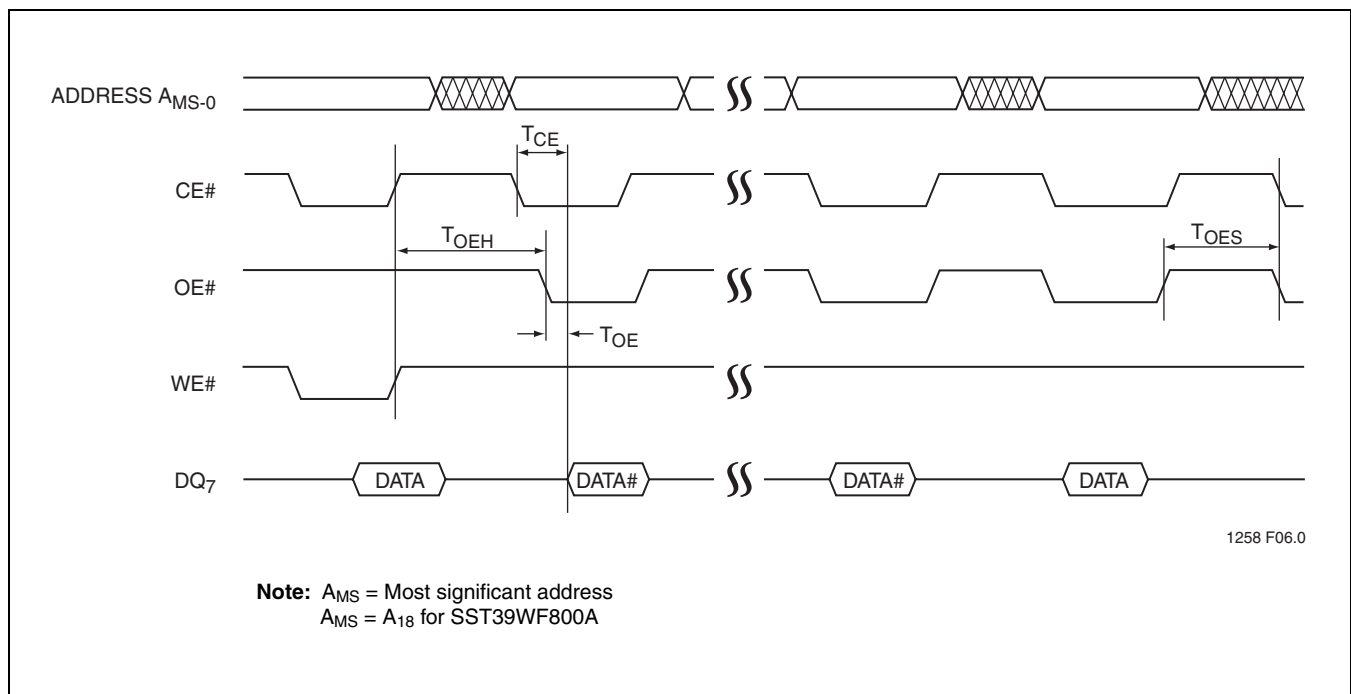 ADDRESS AMS-0
TCE
CE#
TOEH
TOES
OE#
TOE
WE#
DQ7
DATA
DATA#
DATA#
DATA
1258 F06.0
Note: AMS = Most significant address
AMS = A18 for SST39WF800A